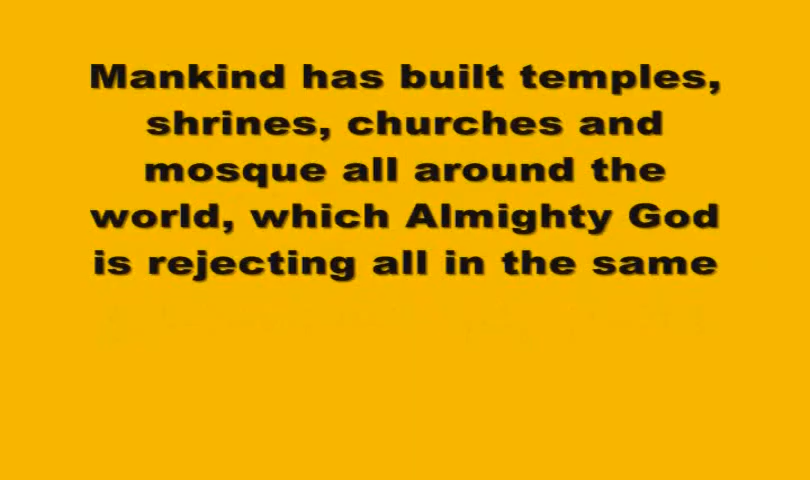 Mankind has built temples,
shrines, churches and
mosque all around the
world, which Almighty God
is rejecting all in the same